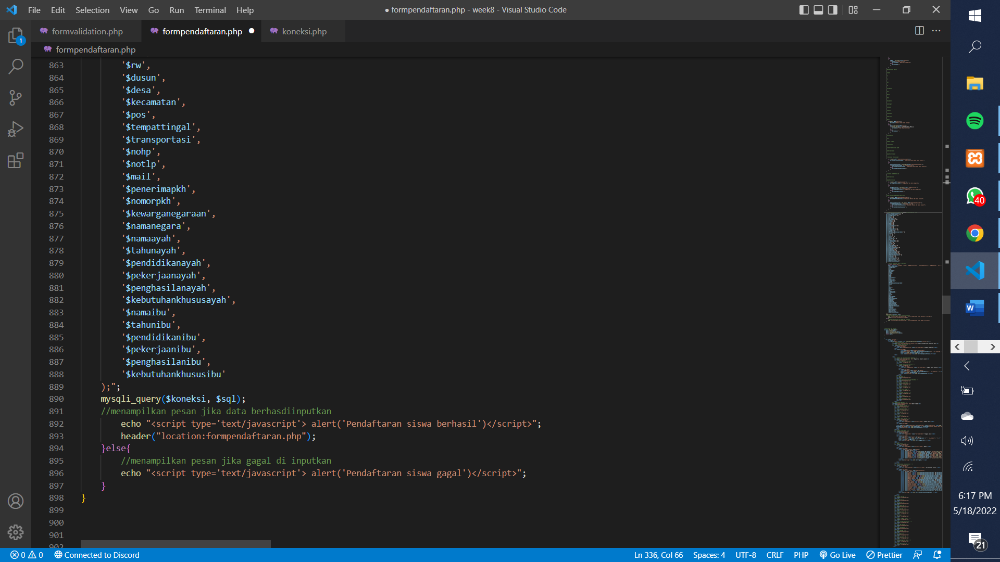 File Edit Selection View Go Run Terminal Help
● formpendaftaran.php - week8 - Visual Studio Code
formvalidation.php
formpendaftaran.php
koneksi.php
formpendaftaran.php
863 '$rw',
864 '$dusun',
865 '$desa',
866 '$kecamatan',
867 '$pos',
868 '$tempattingal',
869 '$transportasi',
870 '$nohp',
871 '$notlp',
872 '$mail',
873 '$penerimapkh',
874 '$nomorpkh',
875 '$kewarganegaraan',
876 '$namanegara',
877 '$namaayah',
878 '$tahunayah',
879 '$pendidikanayah',
880 '$pekerjaanayah',
881 '$penghasilanayah',
882 '$kebutuhankhususayah',
883 '$namaibu',
884 '$tahunibu',
885 '$pendidikanibu',
886 '$pekerjaanibu',
887 '$penghasilanibu',
888 '$kebutuhankhususibu'
889 );";
890 mysqli_query($koneksi, $sql);
891 //menampilkan pesan jika data berhasdiinputkan
892 echo "<script type='text/javascript'> alert('Pendaftaran siswa berhasil')</script>";
893 header("location:formpendaftaran.php");
894 }else{
895 //menampilkan pesan jika gagal di inputkan
896 echo "<script type='text/javascript'> alert('Pendaftaran siswa gagal')</script>";
897 }
898 }
899
900
901
902
1
40
W
6:17 PM
5/18/2022
21
0 0 Connected to Discord
Ln 336, Col 66 Spaces: 4 UTF-8 CRLF PHP Go Live Prettier